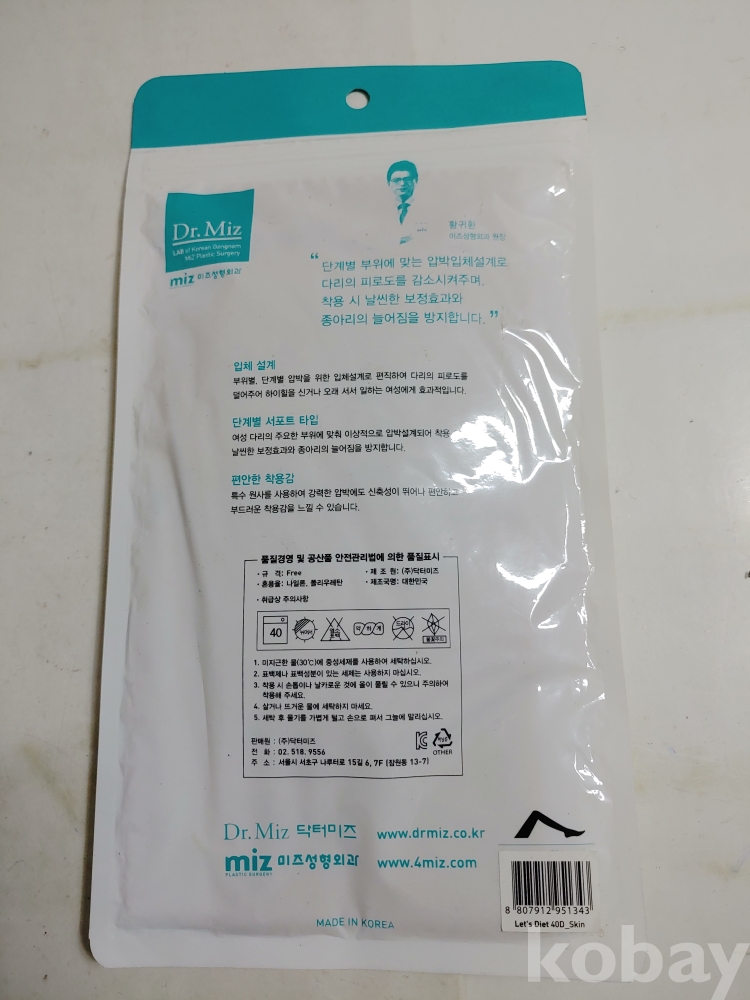 Dr.Miz
LAB of Korean Gangnam
MIZ Plastic Surgery
miz 미즈성형외과
황귀환
미즈성형외과 원장
“ 단계별 부위에 맞는 압박입체설계로
다리의 피로도를 감소시켜주며,
착용 시 날씬한 보정효과와
종아리의 늘어짐을 방지합니다. ”
입체 설계
부위별, 단계별 압박을 위한 입체설계로 편직하여 다리의 피로도를
덜어주어 하이힐을 신거나 오래 서서 일하는 여성에게 효과적입니다.
단계별 서포트 타입
여성 다리의 주요한 부위에 맞춰 이상적으로 압박설계되어 착용
날씬한 보정효과와 종아리의 늘어짐을 방지합니다.
편안한 착용감
특수 원사를 사용하여 강력한 압박에도 신축성이 뛰어나 편안하고
부드러운 착용감을 느낄 수 있습니다.
품질경영 및 공산품 안전관리법에 의한 품질표시
· 규 격: Free · 제 조 원: (주)닥터미즈
· 혼용율: 나일론, 폴리우레탄 · 제조국명: 대한민국
· 취급상 주의사항
40 약하게 드라이
1. 미지근한 물(30℃)에 중성세제를 사용하여 세탁하십시오.
2. 표백제나 표백성분이 있는 세제는 사용하지 마십시오.
3. 착용 시 손톱이나 날카로운 것에 올이 풀릴 수 있으니 주의하여
착용해 주세요.
4. 삶거나 뜨거운 물에 세탁하지 마세요.
5. 세탁 후 물기를 가볍게 털고 손으로 펴서 그늘에 말리십시오.
판매원 : (주)닥터미즈
전 화 : 02. 518. 9556
주 소 : 서울시 서초구 나루터로 15길 6, 7F (잠원동 13-7)
OTHER
Dr.Miz 닥터미즈 www.drmiz.co.kr
miz 미즈성형외과 www.4miz.com
PLASTIC SURGERY
8 807912 951343
Let's Diet 40D_Skin
MADE IN KOREA
kobay